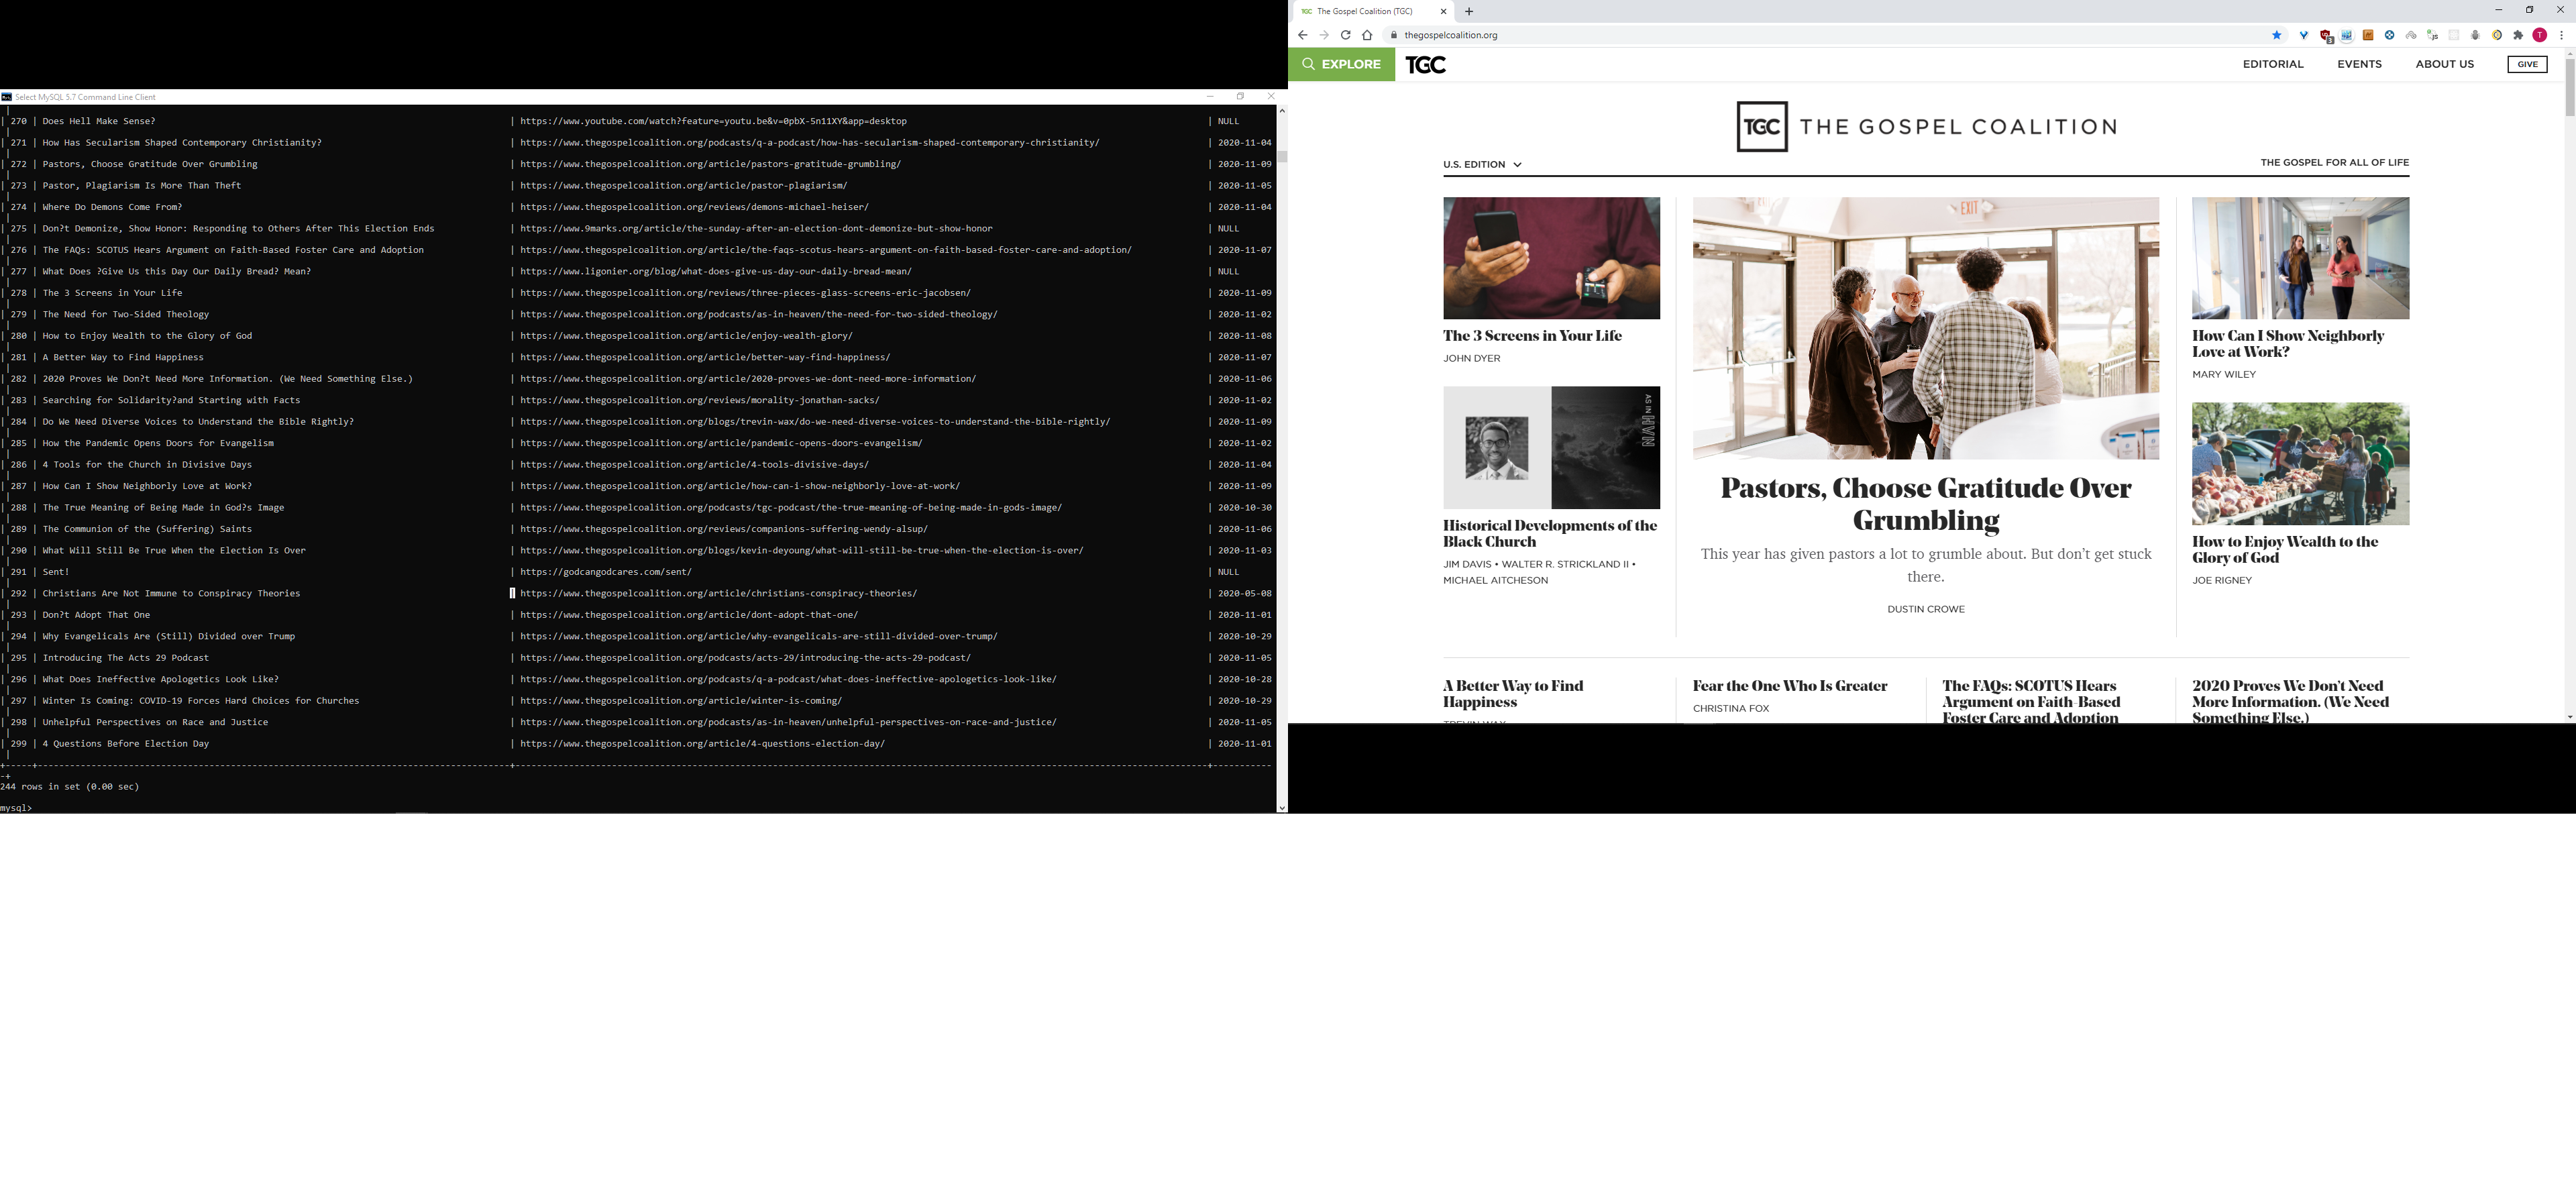 Select MySQL 5.7 Command Line Client
| 270 | Does Hell Make Sense? | https://www.youtube.com/watch?feature=youtu.be&v=0pbX-5n11XY&app=desktop | NULL
|
| 271 | How Has Secularism Shaped Contemporary Christianity? | https://www.thegospelcoalition.org/podcasts/q-a-podcast/how-has-secularism-shaped-contemporary-christianity/ | 2020-11-04
|
| 272 | Pastors, Choose Gratitude Over Grumbling | https://www.thegospelcoalition.org/article/pastors-gratitude-grumbling/ | 2020-11-09
|
| 273 | Pastor, Plagiarism Is More Than Theft | https://www.thegospelcoalition.org/article/pastor-plagiarism/ | 2020-11-05
|
| 274 | Where Do Demons Come From? | https://www.thegospelcoalition.org/reviews/demons-michael-heiser/ | 2020-11-04
|
| 275 | Don?t Demonize, Show Honor: Responding to Others After This Election Ends | https://www.9marks.org/article/the-sunday-after-an-election-dont-demonize-but-show-honor | NULL
|
| 276 | The FAQs: SCOTUS Hears Argument on Faith-Based Foster Care and Adoption | https://www.thegospelcoalition.org/article/the-faqs-scotus-hears-argument-on-faith-based-foster-care-and-adoption/ | 2020-11-07
|
| 277 | What Does ?Give Us this Day Our Daily Bread? Mean? | https://www.ligonier.org/blog/what-does-give-us-day-our-daily-bread-mean/ | NULL
|
| 278 | The 3 Screens in Your Life | https://www.thegospelcoalition.org/reviews/three-pieces-glass-screens-eric-jacobsen/ | 2020-11-09
|
| 279 | The Need for Two-Sided Theology | https://www.thegospelcoalition.org/podcasts/as-in-heaven/the-need-for-two-sided-theology/ | 2020-11-02
|
| 280 | How to Enjoy Wealth to the Glory of God | https://www.thegospelcoalition.org/article/enjoy-wealth-glory/ | 2020-11-08
|
| 281 | A Better Way to Find Happiness | https://www.thegospelcoalition.org/article/better-way-find-happiness/ | 2020-11-07
|
| 282 | 2020 Proves We Don?t Need More Information. (We Need Something Else.) | https://www.thegospelcoalition.org/article/2020-proves-we-dont-need-more-information/ | 2020-11-06
|
| 283 | Searching for Solidarity?and Starting with Facts | https://www.thegospelcoalition.org/reviews/morality-jonathan-sacks/ | 2020-11-02
|
| 284 | Do We Need Diverse Voices to Understand the Bible Rightly? | https://www.thegospelcoalition.org/blogs/trevin-wax/do-we-need-diverse-voices-to-understand-the-bible-rightly/ | 2020-11-09
|
| 285 | How the Pandemic Opens Doors for Evangelism | https://www.thegospelcoalition.org/article/pandemic-opens-doors-evangelism/ | 2020-11-02
|
| 286 | 4 Tools for the Church in Divisive Days | https://www.thegospelcoalition.org/article/4-tools-divisive-days/ | 2020-11-04
|
| 287 | How Can I Show Neighborly Love at Work? | https://www.thegospelcoalition.org/article/how-can-i-show-neighborly-love-at-work/ | 2020-11-09
|
| 288 | The True Meaning of Being Made in God?s Image | https://www.thegospelcoalition.org/podcasts/tgc-podcast/the-true-meaning-of-being-made-in-gods-image/ | 2020-10-30
|
| 289 | The Communion of the (Suffering) Saints | https://www.thegospelcoalition.org/reviews/companions-suffering-wendy-alsup/ | 2020-11-06
|
| 290 | What Will Still Be True When the Election Is Over | https://www.thegospelcoalition.org/blogs/kevin-deyoung/what-will-still-be-true-when-the-election-is-over/ | 2020-11-03
|
| 291 | Sent! | https://godcangodcares.com/sent/ | NULL
|
| 292 | Christians Are Not Immune to Conspiracy Theories | https://www.thegospelcoalition.org/article/christians-conspiracy-theories/ | 2020-05-08
|
| 293 | Don?t Adopt That One | https://www.thegospelcoalition.org/article/dont-adopt-that-one/ | 2020-11-01
|
| 294 | Why Evangelicals Are (Still) Divided over Trump | https://www.thegospelcoalition.org/article/why-evangelicals-are-still-divided-over-trump/ | 2020-10-29
|
| 295 | Introducing The Acts 29 Podcast | https://www.thegospelcoalition.org/podcasts/acts-29/introducing-the-acts-29-podcast/ | 2020-11-05
|
| 296 | What Does Ineffective Apologetics Look Like? | https://www.thegospelcoalition.org/podcasts/q-a-podcast/what-does-ineffective-apologetics-look-like/ | 2020-10-28
|
| 297 | Winter Is Coming: COVID-19 Forces Hard Choices for Churches | https://www.thegospelcoalition.org/article/winter-is-coming/ | 2020-10-29
|
| 298 | Unhelpful Perspectives on Race and Justice | https://www.thegospelcoalition.org/podcasts/as-in-heaven/unhelpful-perspectives-on-race-and-justice/ | 2020-11-05
|
| 299 | 4 Questions Before Election Day | https://www.thegospelcoalition.org/article/4-questions-election-day/ | 2020-11-01
|
244 rows in set (0.00 sec)
mysql>
TGC The Gospel Coalition (TGC)
thegospelcoalition.org
3
T
EXPLORE TGC EDITORIAL EVENTS ABOUT US GIVE
TGC THE GOSPEL COALITION
U.S. EDITION THE GOSPEL FOR ALL OF LIFE
The 3 Screens in Your Life
JOHN DYER
AS IN HVN
Historical Developments of the
Black Church
JIM DAVIS • WALTER R. STRICKLAND II •
MICHAEL AITCHESON
EXIT
Pastors, Choose Gratitude Over
Grumbling
This year has given pastors a lot to grumble about. But don’t get stuck
there.
DUSTIN CROWE
How Can I Show Neighborly
Love at Work?
MARY WILEY
How to Enjoy Wealth to the
Glory of God
JOE RIGNEY
A Better Way to Find
Happiness
TREVIN WAX
Fear the One Who Is Greater
CHRISTINA FOX
The FAQs: SCOTUS Hears
Argument on Faith-Based
Foster Care and Adoption
2020 Proves We Don’t Need
More Information. (We Need
Something Else.)